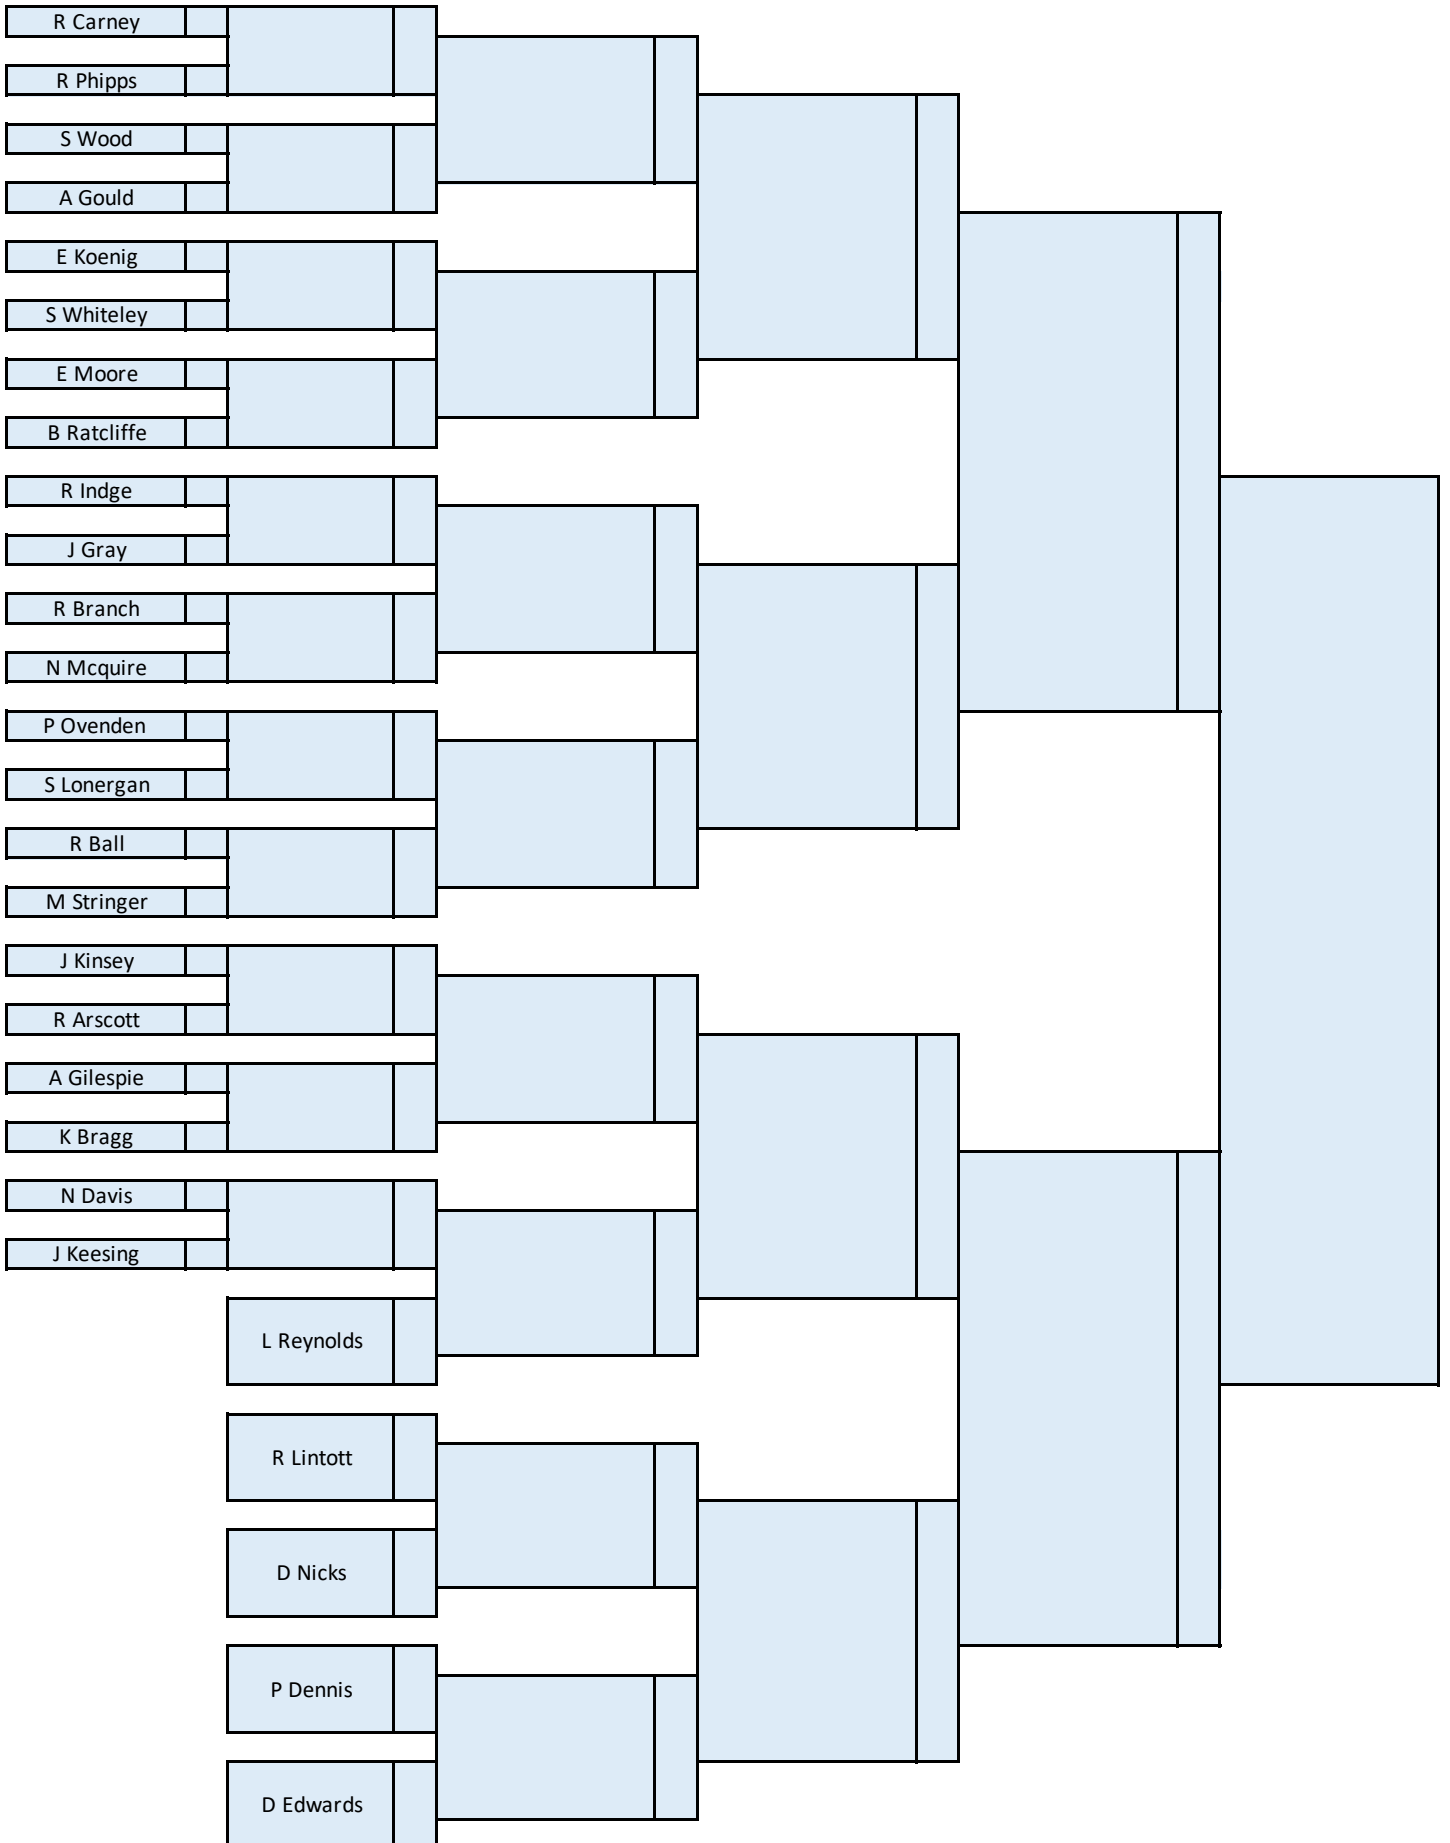 R Carney
R Phipps
S Wood
A Gould
E Koenig
S Whiteley
E Moore
B Ratcliffe
R Indge
J Gray
R Branch
N Mcquire
P Ovenden
S Lonergan
R Ball
M Stringer
J Kinsey
R Arscott
A Gilespie
K Bragg
N Davis
J Keesing
L Reynolds
R Lintott
D Nicks
P Dennis
D Edwards